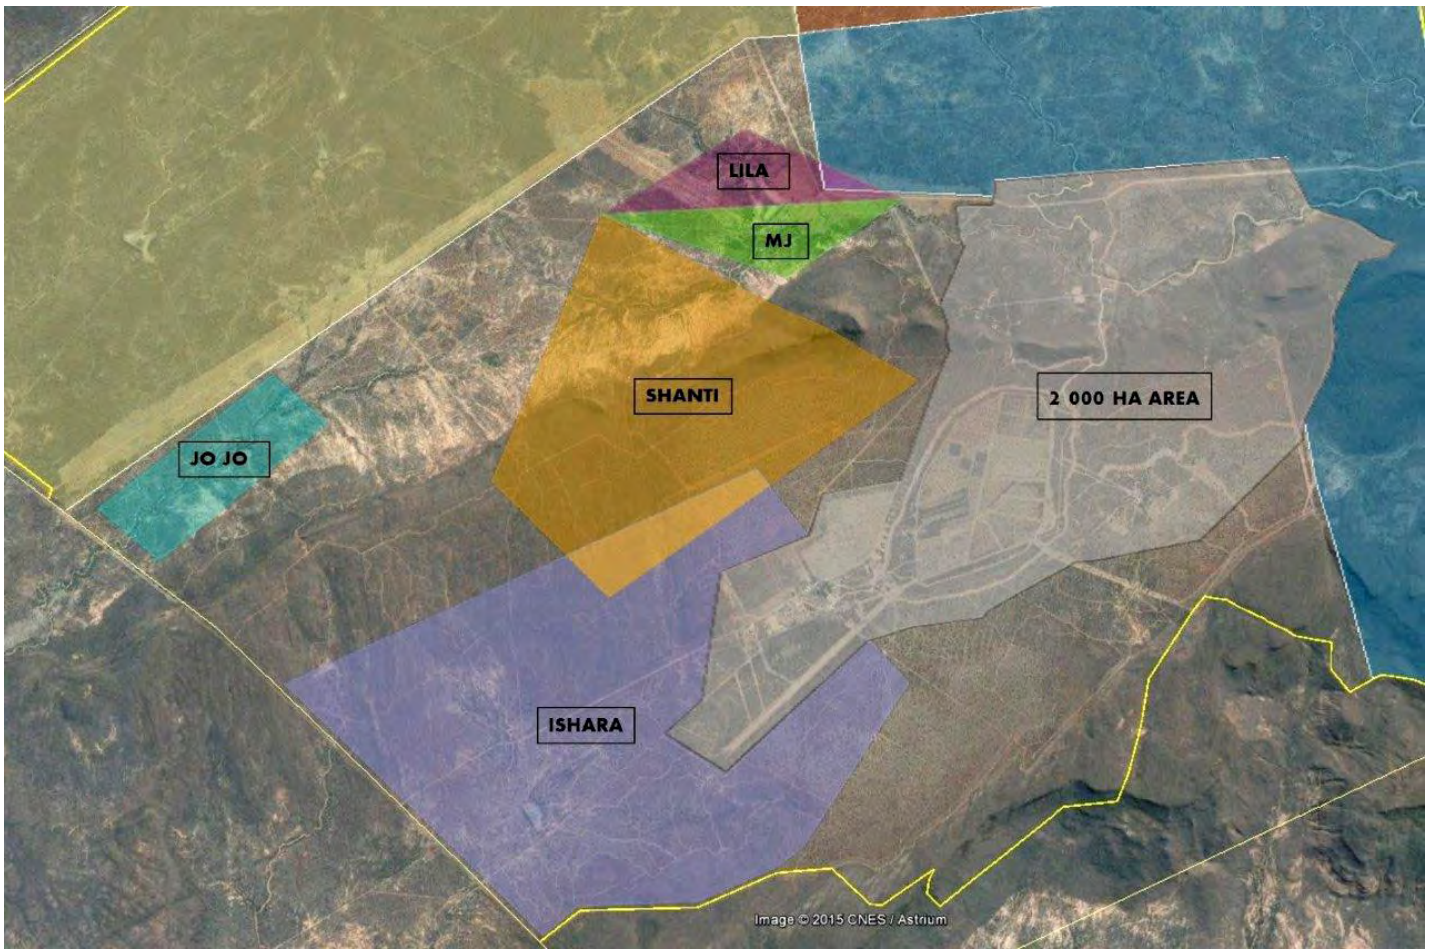 LILA
MJ
SHANTI
2 000 HA AREA
JO JO
ISHARA
Image © 2015 CNES / Astrium